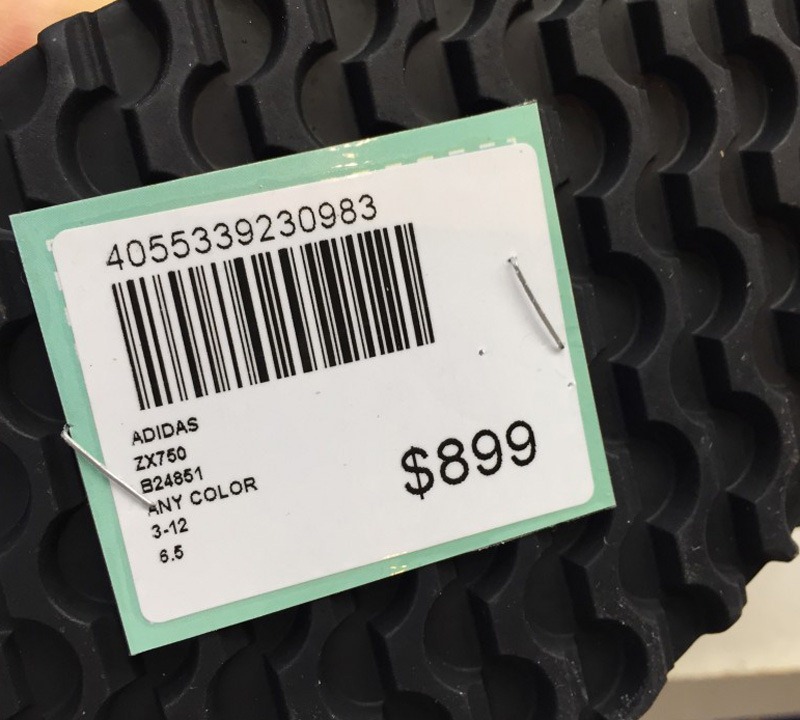 4055339230983
ADIDAS
ZX750
B24851
ANY COLOR
3-12
6.5
$899